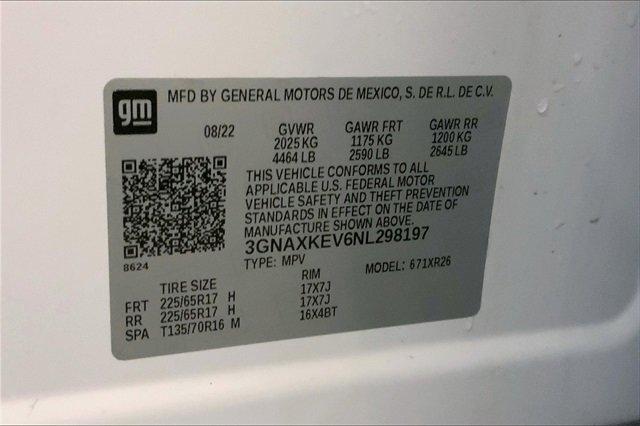 gm MFD BY GENERAL MOTORS DE MEXICO, S. DE R.L. DE C.V.
08/22 GVWR GAWR FRT GAWR RR
2025 KG 1175 KG 1200 KG
4464 LB 2590 LB 2645 LB
THIS VEHICLE CONFORMS TO ALL
APPLICABLE U.S. FEDERAL MOTOR
VEHICLE SAFETY AND THEFT PREVENTION
STANDARDS IN EFFECT ON THE DATE OF
MANUFACTURE SHOWN ABOVE.
3GNAXKEV6NL298197
8624 TYPE: MPV MODEL: 671XR26
TIRE SIZE RIM
FRT 225/65R17 H 17X7J
RR 225/65R17 H 17X7J
SPA T135/70R16 M 16X4BT